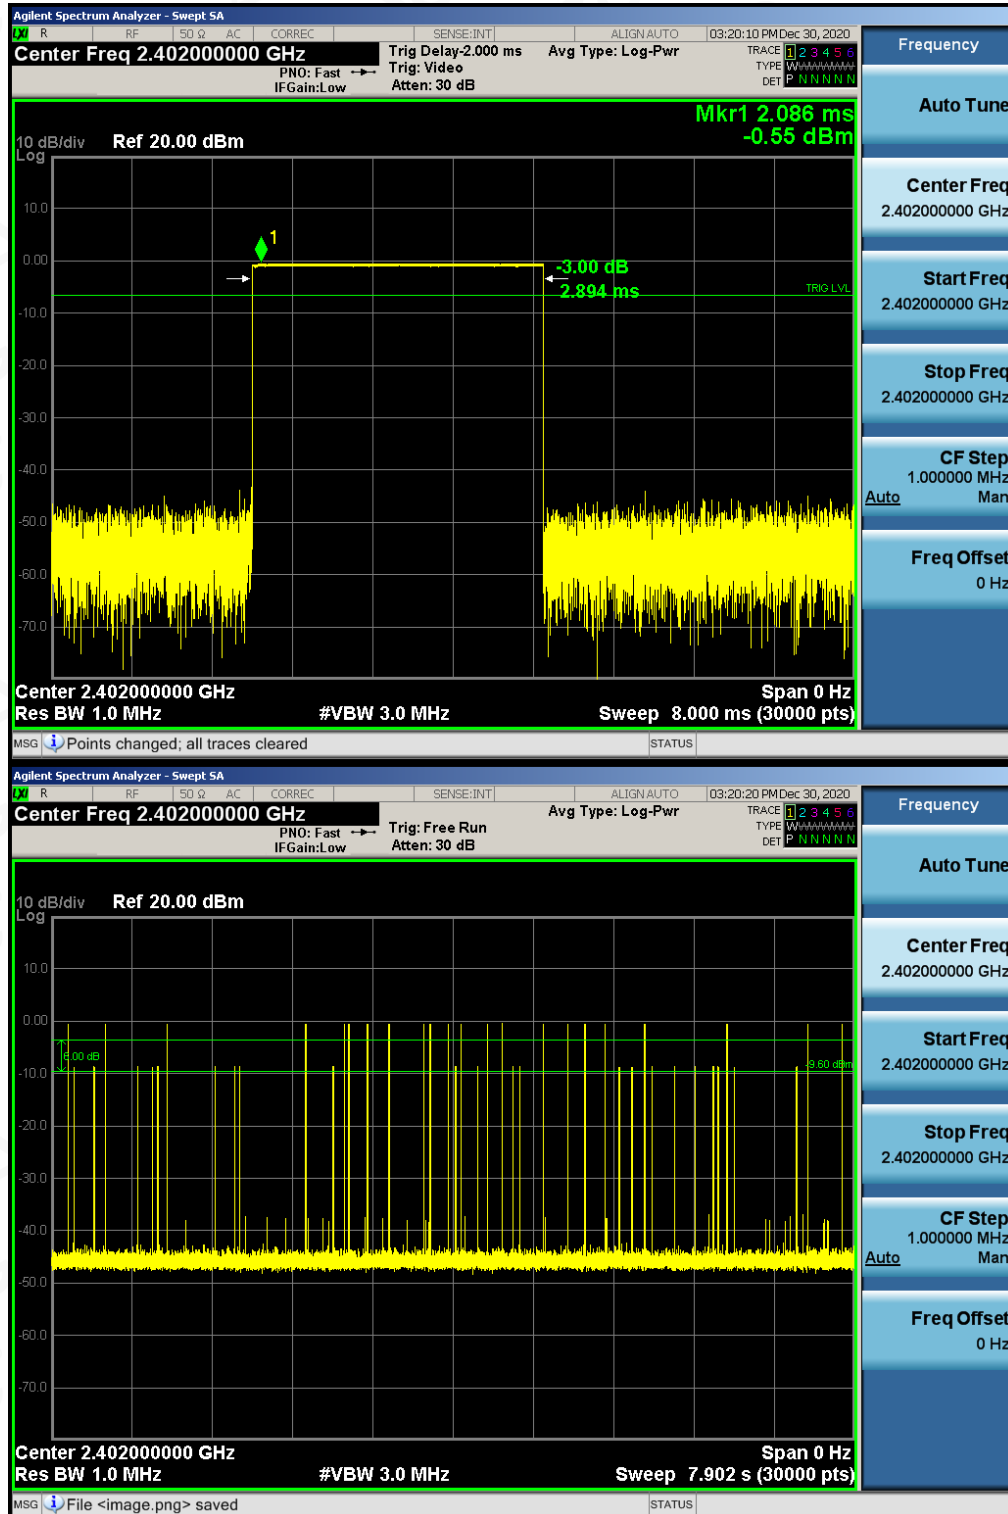 Agilent Spectrum Analyzer - Swept SA
LXI R RF 50 Ω AC CORREC SENSE:INT ALIGN AUTO 03:20:10 PM Dec 30, 2020
Center Freq 2.402000000 GHz
PNO: Fast
IFGain:Low
Trig Delay-2.000 ms
Trig: Video
Atten: 30 dB
Avg Type: Log-Pwr
TRACE 1 2 3 4 5 6
TYPE WWWWWW
DET P N N N N N
Frequency
Mkr1 2.086 ms
-0.55 dBm
10 dB/div Ref 20.00 dBm
Log
10.0
0.00
-10.0
-20.0
-30.0
-40.0
-50.0
-60.0
-70.0
1
-3.00 dB
2.894 ms
TRIG LVL
Center 2.402000000 GHz Span 0 Hz
Res BW 1.0 MHz #VBW 3.0 MHz Sweep 8.000 ms (30000 pts)
MSG Points changed; all traces cleared STATUS
Auto Tune
Center Freq
2.402000000 GHz
Start Freq
2.402000000 GHz
Stop Freq
2.402000000 GHz
CF Step
1.000000 MHz
Auto Man
Freq Offset
0 Hz
Agilent Spectrum Analyzer - Swept SA
LXI R RF 50 Ω AC CORREC SENSE:INT ALIGN AUTO 03:20:20 PM Dec 30, 2020
Center Freq 2.402000000 GHz
PNO: Fast
IFGain:Low
Trig: Free Run
Atten: 30 dB
Avg Type: Log-Pwr
TRACE 1 2 3 4 5 6
TYPE WWWWWW
DET P N N N N N
Frequency
10 dB/div Ref 20.00 dBm
Log
10.0
0.00
-10.0
-20.0
-30.0
-40.0
-50.0
-60.0
-70.0
6.00 dB
-9.60 dBm
Center 2.402000000 GHz Span 0 Hz
Res BW 1.0 MHz #VBW 3.0 MHz Sweep 7.902 s (30000 pts)
MSG File <image.png> saved STATUS
Auto Tune
Center Freq
2.402000000 GHz
Start Freq
2.402000000 GHz
Stop Freq
2.402000000 GHz
CF Step
1.000000 MHz
Auto Man
Freq Offset
0 Hz